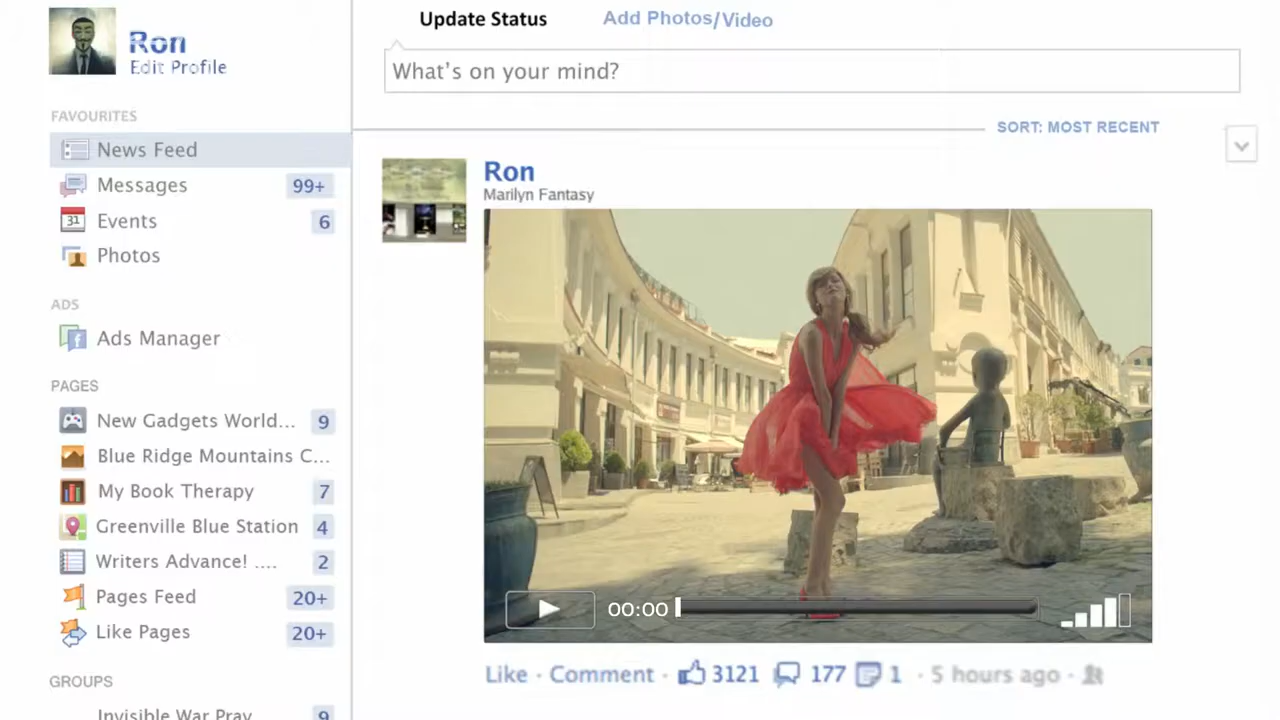 Ron
Edit Profile
FAVOURITES
News Feed
Messages 99+
31 Events 6
Photos
ADS
Ads Manager
PAGES
New Gadgets World... 9
Blue Ridge Mountains C...
My Book Therapy 7
Greenville Blue Station 4
Writers Advance! .... 2
Pages Feed 20+
Like Pages 20+
GROUPS
Invisible War Pray 9
Update Status Add Photos/Video
What's on your mind?
SORT: MOST RECENT
Ron
Marilyn Fantasy
00:00
Like · Comment · 3121 177 1 · 5 hours ago ·